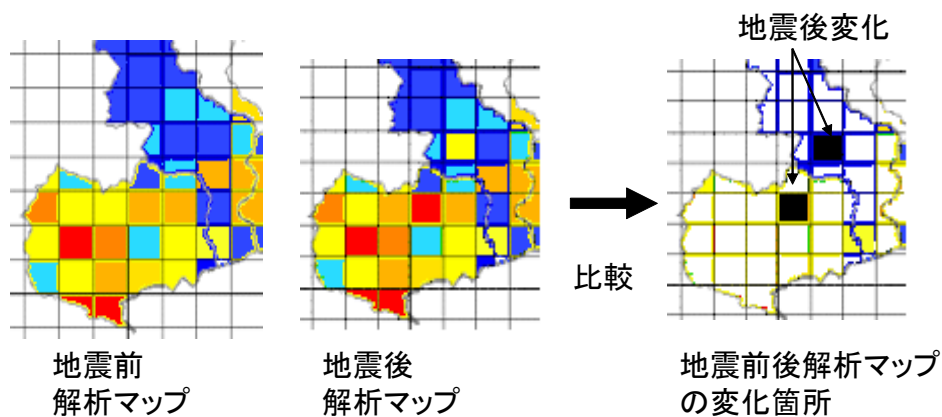 地震後変化
比較
地震前
解析マップ
地震後
解析マップ
地震前後解析マップ
の変化箇所